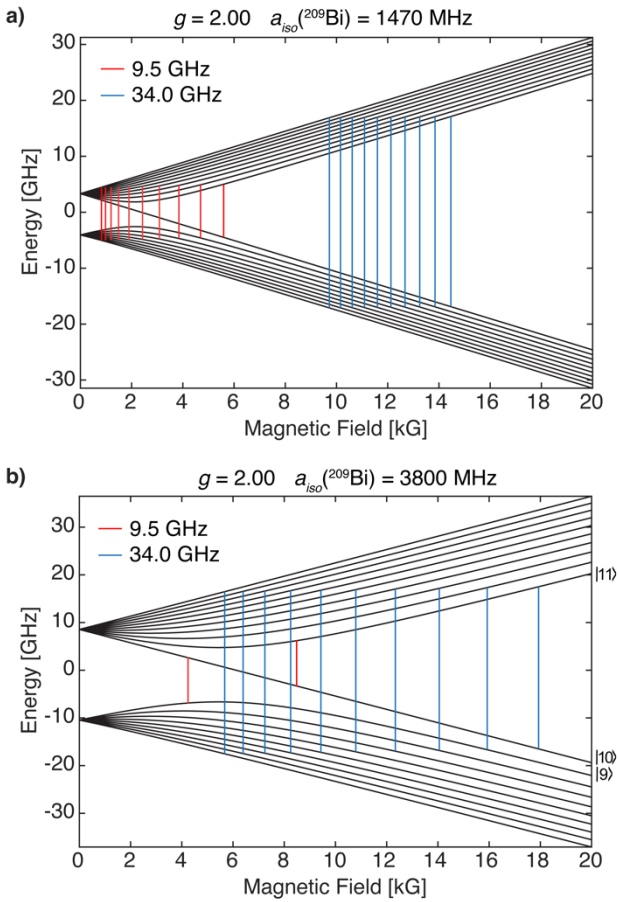 a)
g = 2.00 aiso(209Bi) = 1470 MHz
9.5 GHz
34.0 GHz
30
20
10
0
-10
-20
-30
Energy [GHz]
0 2 4 6 8 10 12 14 16 18 20
Magnetic Field [kG]
b)
g = 2.00 aiso(209Bi) = 3800 MHz
9.5 GHz
34.0 GHz
30
20
10
0
-10
-20
-30
Energy [GHz]
|11⟩
|10⟩
|9⟩
0 2 4 6 8 10 12 14 16 18 20
Magnetic Field [kG]